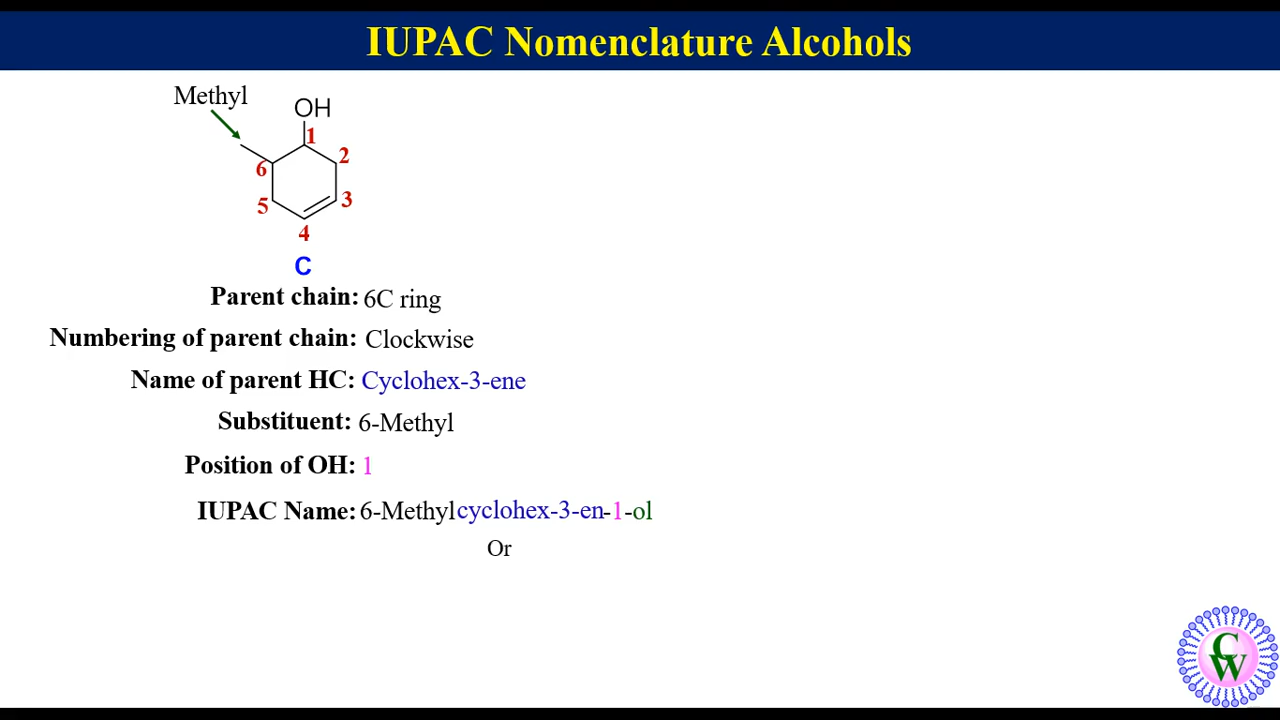 IUPAC Nomenclature Alcohols
Methyl
OH
1
2
6
5
3
4
C
Parent chain: 6C ring
Numbering of parent chain: Clockwise
Name of parent HC: Cyclohex-3-ene
Substituent: 6-Methyl
Position of OH: 1
IUPAC Name: 6-Methylcyclohex-3-en-1-ol
Or
CW